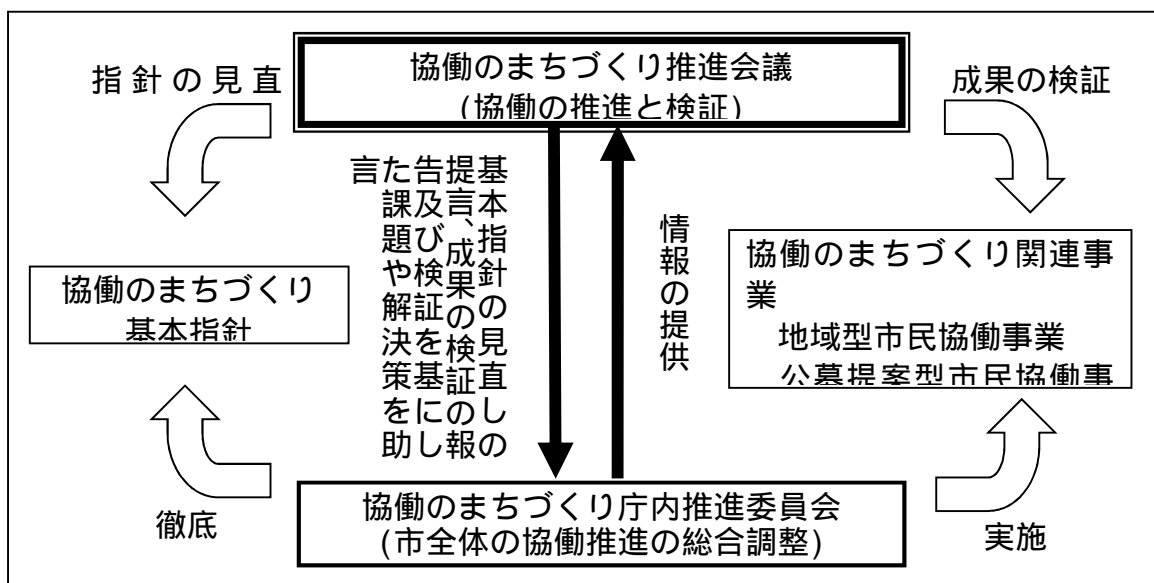 協働のまちづくり推進会議
(協働の推進と検証)
指 針 の 見 直
成果の検証
基本指針の見直しの
提言、成果の検証の報
告及び検証を基にし
た課題や解決策を助
言
情報の提供
協働のまちづくり
基本指針
協働のまちづくり関連事
業
地域型市民協働事業
公募提案型市民協働事
徹底
協働のまちづくり庁内推進委員会
(市全体の協働推進の総合調整)
実施